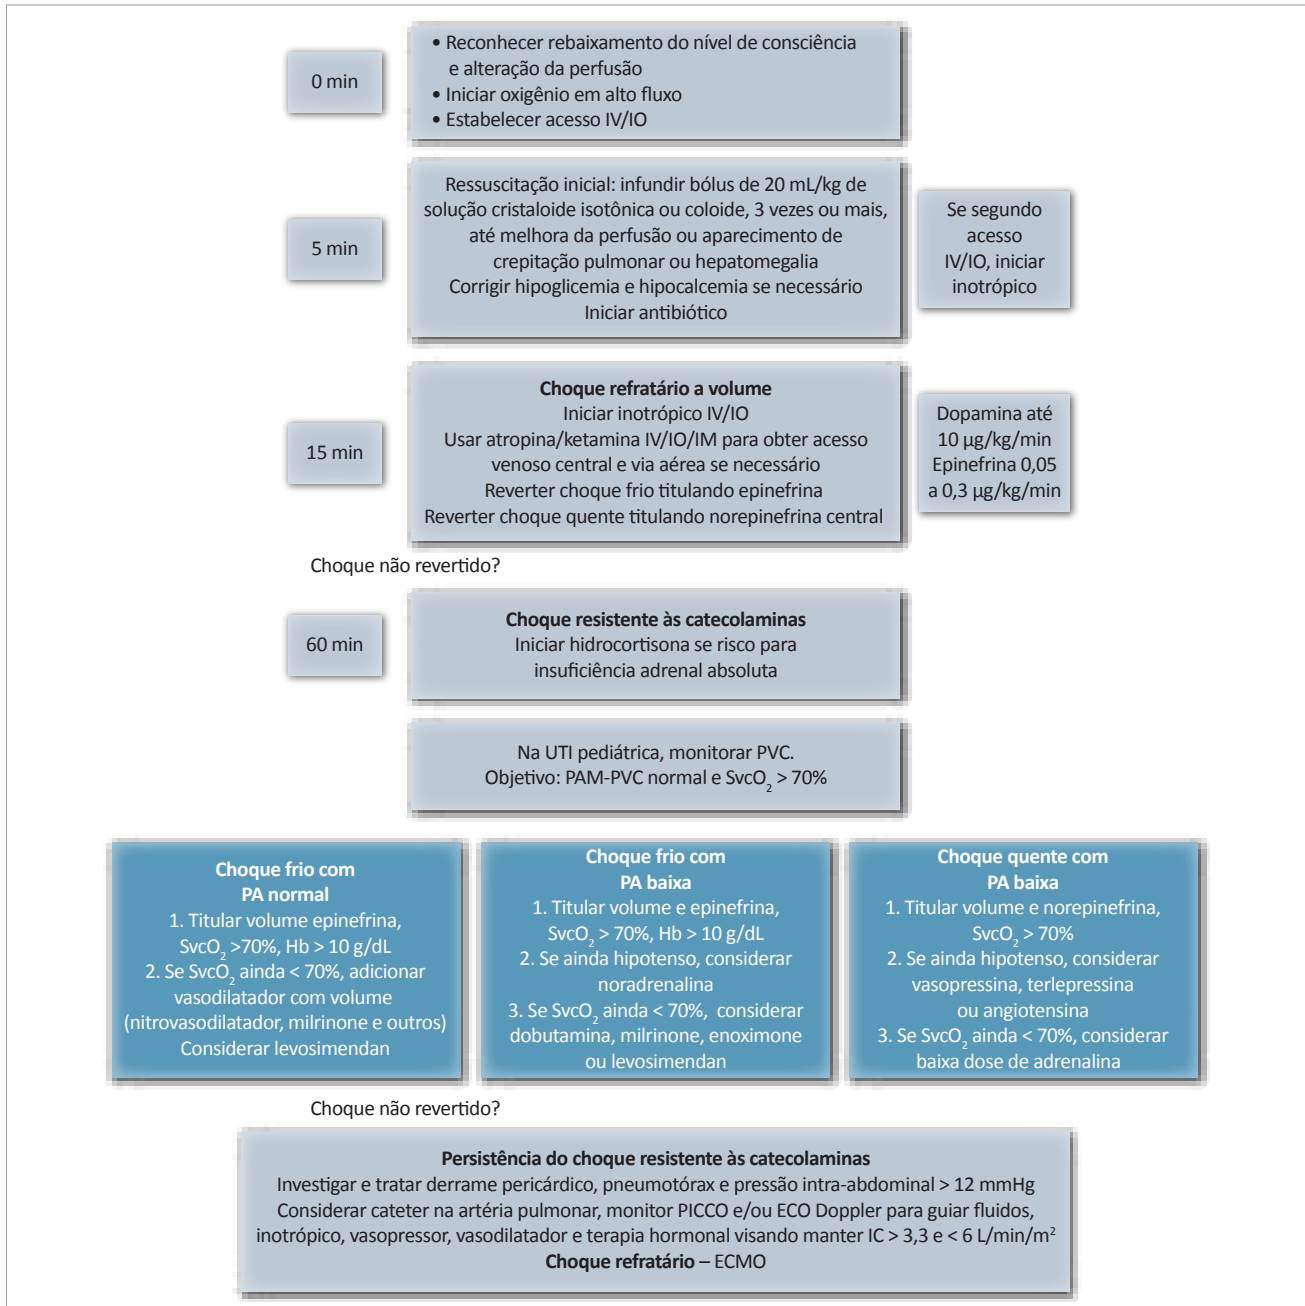 0 min
• Reconhecer rebaixamento do nível de consciência
e alteração da perfusão
• Iniciar oxigênio em alto fluxo
• Estabelecer acesso IV/IO
5 min
Ressuscitação inicial: infundir bólus de 20 mL/kg de
solução cristaloide isotônica ou coloide, 3 vezes ou mais,
até melhora da perfusão ou aparecimento de
crepitação pulmonar ou hepatomegalia
Corrigir hipoglicemia e hipocalcemia se necessário
Iniciar antibiótico
Se segundo
acesso
IV/IO, iniciar
inotrópico
15 min
Choque refratário a volume
Iniciar inotrópico IV/IO
Usar atropina/ketamina IV/IO/IM para obter acesso
venoso central e via aérea se necessário
Reverter choque frio titulando epinefrina
Reverter choque quente titulando norepinefrina central
Dopamina até
10 µg/kg/min
Epinefrina 0,05
a 0,3 µg/kg/min
Choque não revertido?
60 min
Choque resistente às catecolaminas
Iniciar hidrocortisona se risco para
insuficiência adrenal absoluta
Na UTI pediátrica, monitorar PVC.
Objetivo: PAM-PVC normal e SvcO₂ > 70%
Choque frio com
PA normal
1. Titular volume epinefrina,
SvcO₂ >70%, Hb > 10 g/dL
2. Se SvcO₂ ainda < 70%, adicionar
vasodilatador com volume
(nitrovasodilatador, milrinone e outros)
Considerar levosimendan
Choque frio com
PA baixa
1. Titular volume e epinefrina,
SvcO₂ > 70%, Hb > 10 g/dL
2. Se ainda hipotenso, considerar
noradrenalina
3. Se SvcO₂ ainda < 70%, considerar
dobutamina, milrinone, enoximone
ou levosimendan
Choque quente com
PA baixa
1. Titular volume e norepinefrina,
SvcO₂ > 70%
2. Se ainda hipotenso, considerar
vasopressina, terlepressina
ou angiotensina
3. Se SvcO₂ ainda < 70%, considerar
baixa dose de adrenalina
Choque não revertido?
Persistência do choque resistente às catecolaminas
Investigar e tratar derrame pericárdico, pneumotórax e pressão intra-abdominal > 12 mmHg
Considerar cateter na artéria pulmonar, monitor PICCO e/ou ECO Doppler para guiar fluidos,
inotrópico, vasopressor, vasodilatador e terapia hormonal visando manter IC > 3,3 e < 6 L/min/m²
Choque refratário – ECMO